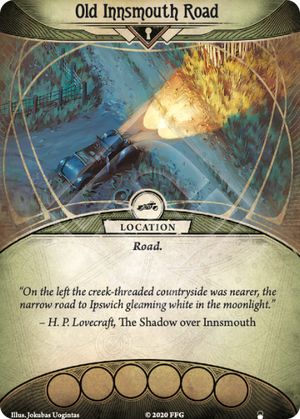 Old Innsmouth Road
LOCATION
Road.
“On the left the creek-threaded countryside was nearer, the
narrow road to Ipswich gleaming white in the moonlight.”
– H. P. Lovecraft, The Shadow over Innsmouth
Illus. Jokubas Uogintas
© 2020 FFG